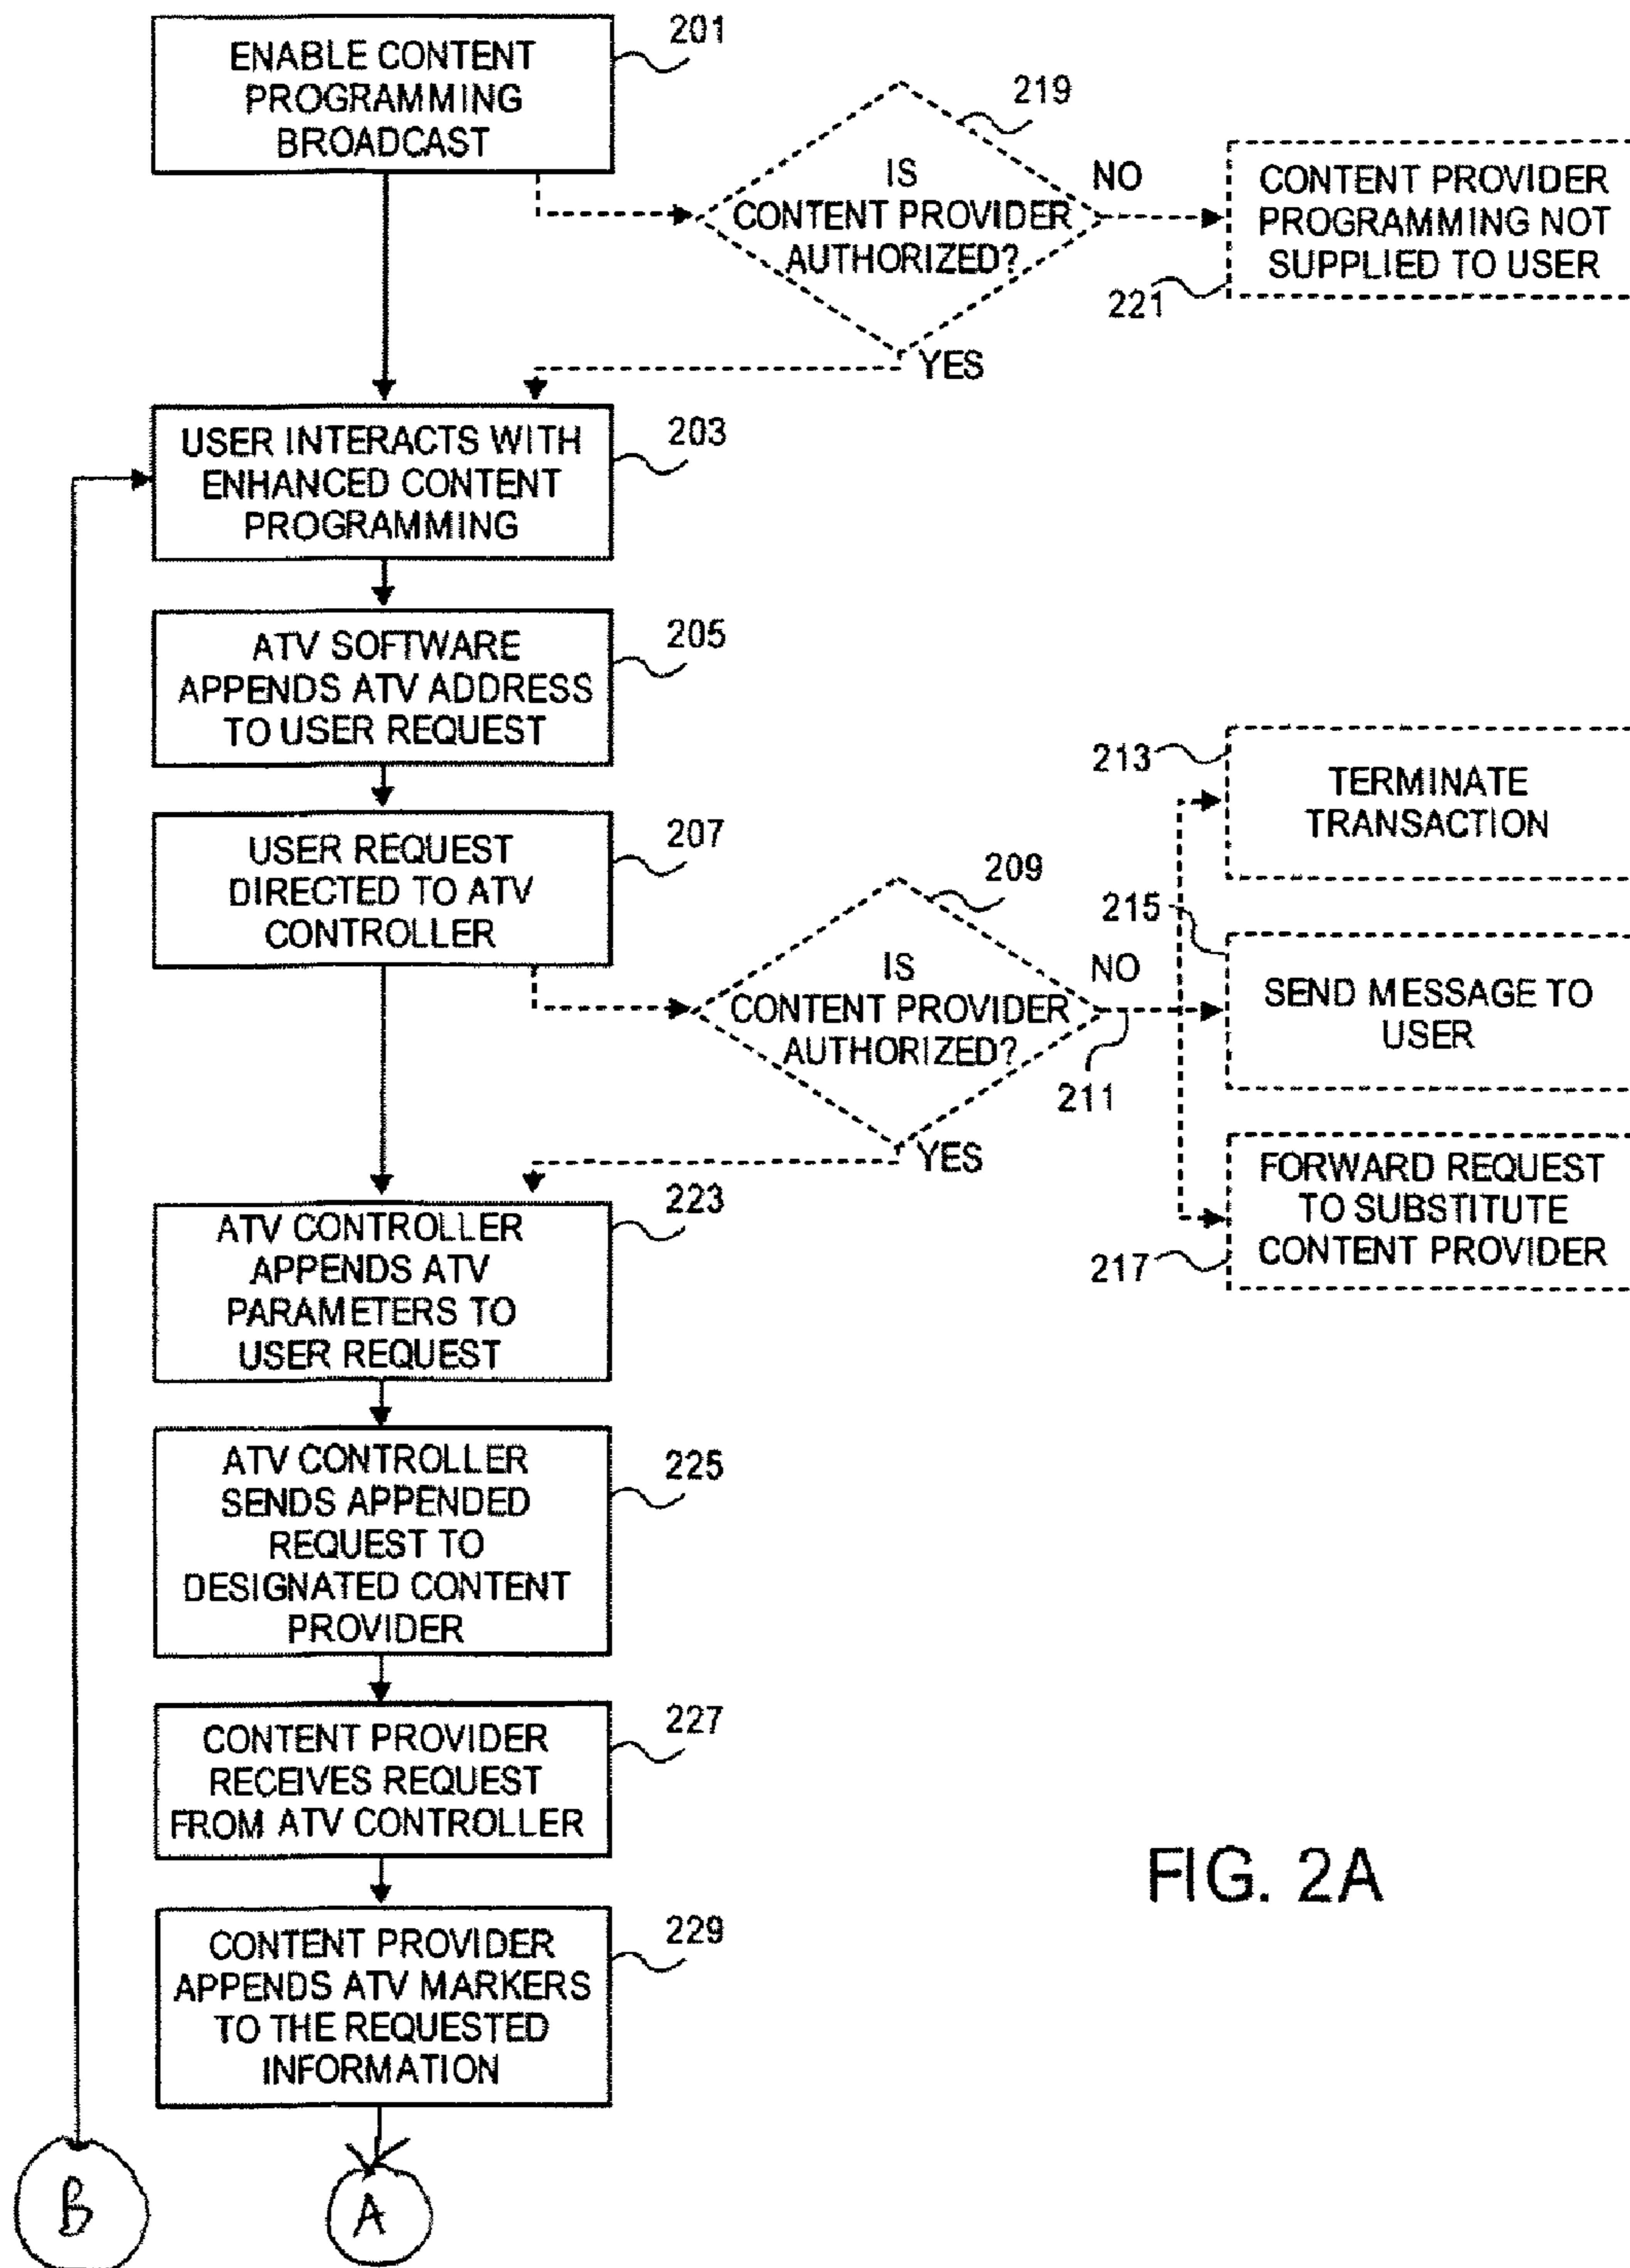 ENABLE CONTENT
PROGRAMMING
BROADCAST
201
IS
CONTENT PROVIDER
AUTHORIZED?
219
NO
YES
CONTENT PROVIDER
PROGRAMMING NOT
SUPPLIED TO USER
221
USER INTERACTS WITH
ENHANCED CONTENT
PROGRAMMING
203
ATV SOFTWARE
APPENDS ATV ADDRESS
TO USER REQUEST
205
USER REQUEST
DIRECTED TO ATV
CONTROLLER
207
IS
CONTENT PROVIDER
AUTHORIZED?
209
NO
211
YES
213
TERMINATE
TRANSACTION
215
SEND MESSAGE TO
USER
FORWARD REQUEST
TO SUBSTITUTE
CONTENT PROVIDER
217
ATV CONTROLLER
APPENDS ATV
PARAMETERS TO
USER REQUEST
223
ATV CONTROLLER
SENDS APPENDED
REQUEST TO
DESIGNATED CONTENT
PROVIDER
225
CONTENT PROVIDER
RECEIVES REQUEST
FROM ATV CONTROLLER
227
CONTENT PROVIDER
APPENDS ATV MARKERS
TO THE REQUESTED
INFORMATION
229
B
A
FIG. 2A